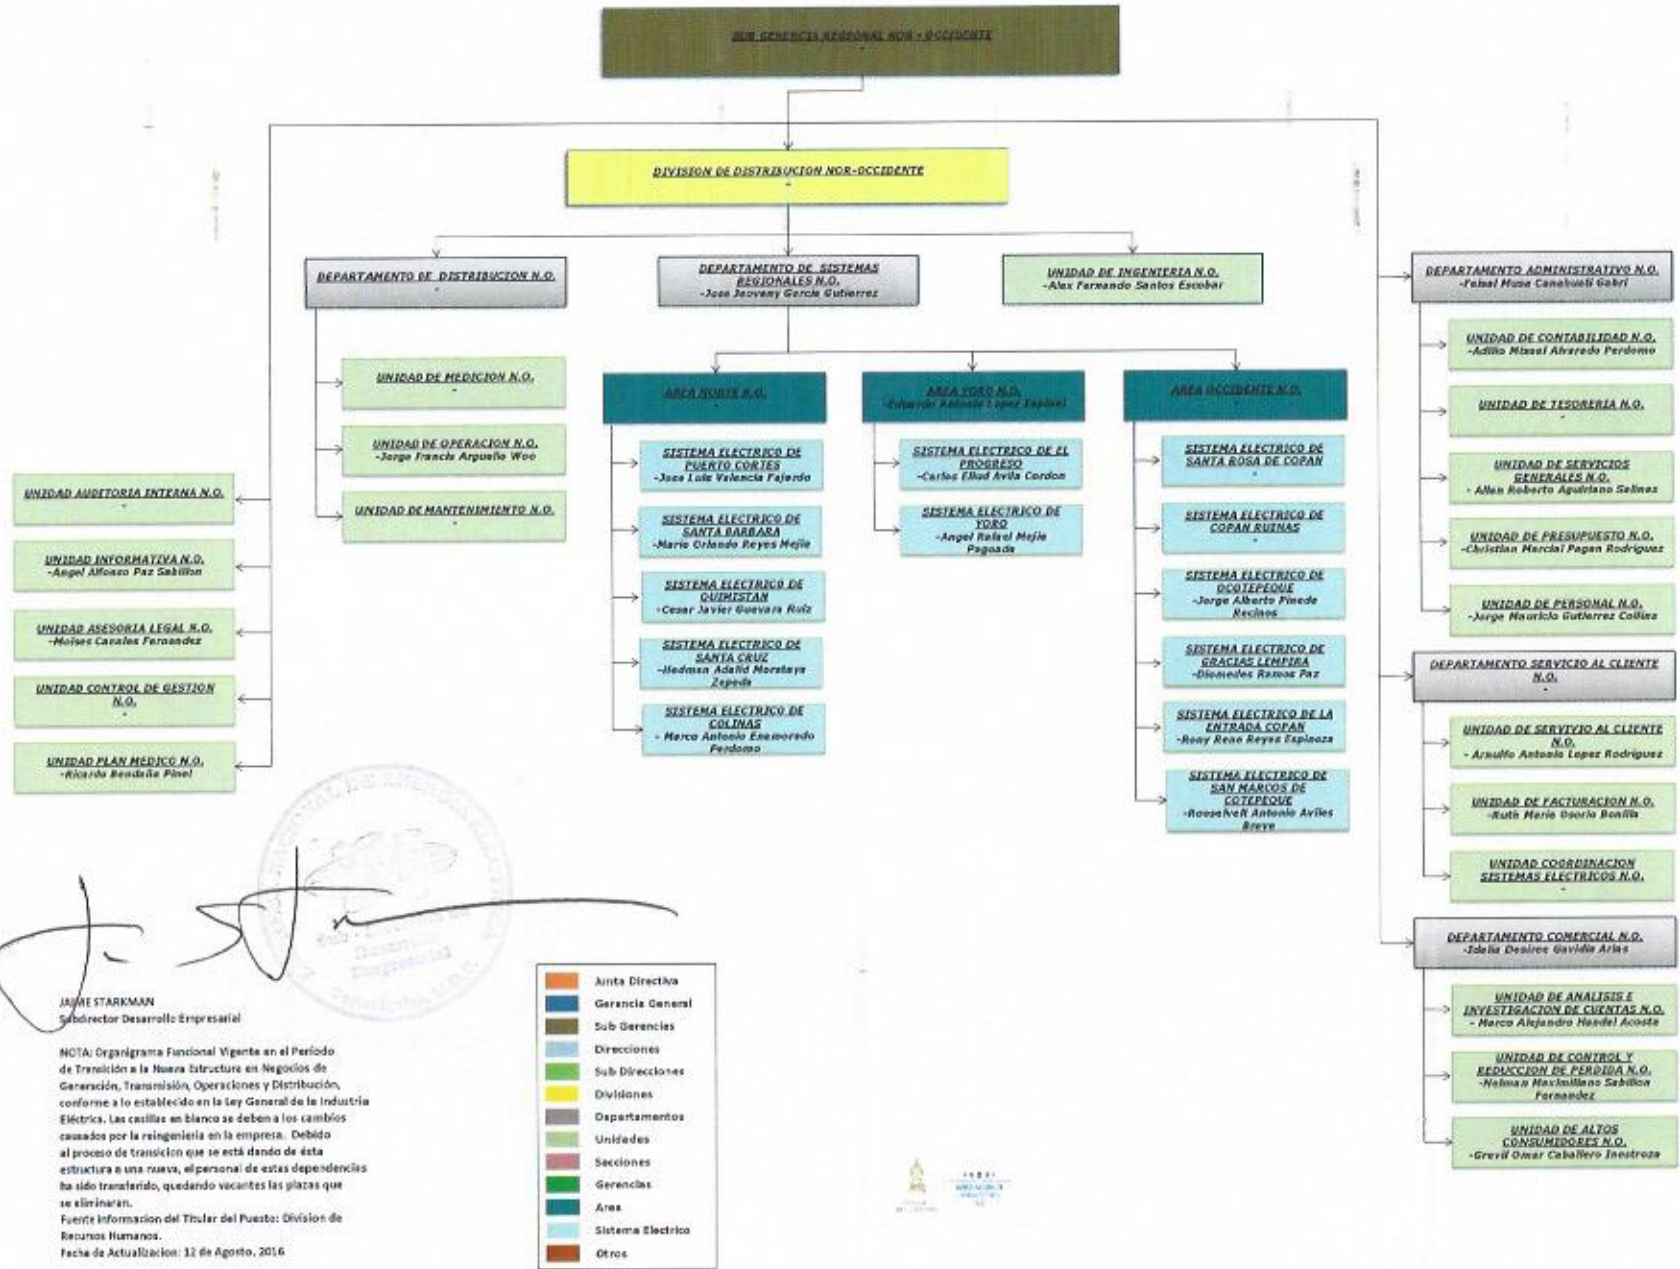 SUB GERENCIA REGIONAL NOR - OCCIDENTE
-
DIVISION DE DISTRIBUCION NOR-OCCIDENTE
-
DEPARTAMENTO DE DISTRIBUCION N.O.
-
UNIDAD DE MEDICION N.O.
-
UNIDAD DE OPERACION N.O.
-Jorge Francis Arguello Woo
UNIDAD DE MANTENIMIENTO N.O.
-
DEPARTAMENTO DE SISTEMAS
REGIONALES N.O.
-Jose Jeovany Garcia Gutierrez
UNIDAD DE INGENIERIA N.O.
-Alex Fernando Santos Escobar
AREA NORTE N.O.
-
SISTEMA ELECTRICO DE
PUERTO CORTES
-Jose Luis Valencia Fajardo
SISTEMA ELECTRICO DE
SANTA BARBARA
-Mario Orlando Reyes Mejia
SISTEMA ELECTRICO DE
QUIMISTAN
-Cesar Javier Guevara Ruiz
SISTEMA ELECTRICO DE
SANTA CRUZ
-Hedman Adalid Morataya
Zepeda
SISTEMA ELECTRICO DE
COLINAS
- Marco Antonio Enamorado
Perdomo
AREA YORO N.O.
-Eduardo Antonio Lopez Espinel
SISTEMA ELECTRICO DE EL
PROGRESO
-Carlos Eliud Avila Cordon
SISTEMA ELECTRICO DE
YORO
-Angel Rafael Mejia
Pagoada
AREA OCCIDENTE N.O.
-
SISTEMA ELECTRICO DE
SANTA ROSA DE COPAN
-
SISTEMA ELECTRICO DE
COPAN RUINAS
-
SISTEMA ELECTRICO DE
OCOTEPEQUE
-Jorge Alberto Pineda
Recinos
SISTEMA ELECTRICO DE
GRACIAS LEMPIRA
-Diomedes Ramos Paz
SISTEMA ELECTRICO DE LA
ENTRADA COPAN
-Rony Rene Reyes Espinoza
SISTEMA ELECTRICO DE
SAN MARCOS DE
COTEPEQUE
-Roosevelt Antonio Aviles
Breve
UNIDAD AUDITORIA INTERNA N.O.
-
UNIDAD INFORMATIVA N.O.
-Angel Alfonso Paz Sabillon
UNIDAD ASESORIA LEGAL N.O.
-Moises Canales Fernandez
UNIDAD CONTROL DE GESTION
N.O.
-
UNIDAD PLAN MEDICO N.O.
-Ricardo Bendaña Pinel
DEPARTAMENTO ADMINISTRATIVO N.O.
-Faisal Musa Canahuati Gabri
UNIDAD DE CONTABILIDAD N.O.
-Adilio Misael Alvarado Perdomo
UNIDAD DE TESORERIA N.O.
-
UNIDAD DE SERVICIOS
GENERALES N.O.
- Allan Roberto Aguiriano Salinas
UNIDAD DE PRESUPUESTO N.O.
-Christian Marcial Pagan Rodriguez
UNIDAD DE PERSONAL N.O.
-Jorge Mauricio Gutierrez Collins
DEPARTAMENTO SERVICIO AL CLIENTE
N.O.
-
UNIDAD DE SERVIVIO AL CLIENTE
N.O.
- Arnulfo Antonio Lopez Rodriguez
UNIDAD DE FACTURACION N.O.
-Ruth Maria Osorio Bonilla
UNIDAD COORDINACION
SISTEMAS ELECTRICOS N.O.
-
DEPARTAMENTO COMERCIAL N.O.
-Idalia Desiree Gavidia Arias
UNIDAD DE ANALISIS E
INVESTIGACION DE CUENTAS N.O.
- Marco Alejandro Handal Acosta
UNIDAD DE CONTROL Y
REDUCCION DE PERDIDA N.O.
-Nelman Maximiliano Sabillon
Fernandez
UNIDAD DE ALTOS
CONSUMIDORES N.O.
-Grevil Omar Caballero Inestroza
JAIME STARKMAN
Subdirector Desarrollo Empresarial
NOTA: Organigrama Funcional Vigente en el Período
de Transición a la Nueva Estructura en Negocios de
Generación, Transmisión, Operaciones y Distribución,
conforme a lo establecido en la Ley General de la Industria
Eléctrica. Las casillas en blanco se deben a los cambios
causados por la reingenieria en la empresa. Debido
al proceso de transicion que se está dando de ésta
estructura a una nueva, el personal de estas dependencias
ha sido transferido, quedando vacantes las plazas que
se eliminaran.
Fuente Informacion del Titular del Puesto: Division de
Recursos Humanos.
Fecha de Actualizacion: 12 de Agosto, 2016
Junta Directiva
Gerencia General
Sub Gerencias
Direcciones
Sub Direcciones
Divisiones
Departamentos
Unidades
Secciones
Gerencias
Area
Sistema Electrico
Otros